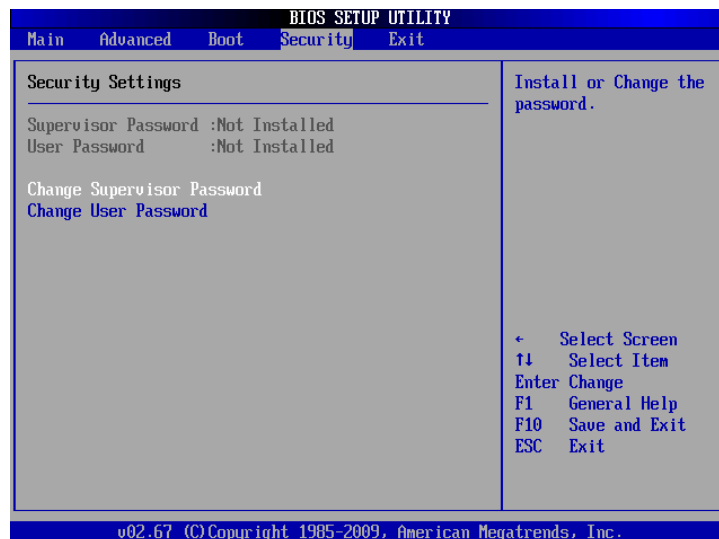 BIOS SETUP UTILITY
Main Advanced Boot Security Exit
Security Settings
Supervisor Password :Not Installed
User Password :Not Installed
Change Supervisor Password
Change User Password
Install or Change the
password.
← Select Screen
↑↓ Select Item
Enter Change
F1 General Help
F10 Save and Exit
ESC Exit
v02.67 (C)Copyright 1985-2009, American Megatrends, Inc.